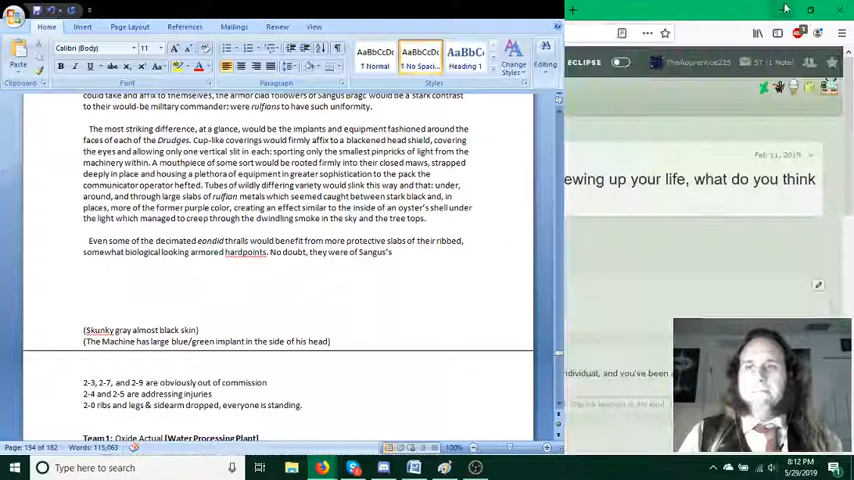 Home
Insert
Page Layout
References
Mailings
Review
View
Paste
Calibri (Body)
11
Clipboard
Font
Paragraph
Styles
AaBbCcDc
AaBbCcDc
AaBbCc
¶ Normal
¶ No Spaci...
Heading 1
Change
Styles
Editing
could take and affix to themselves, the armor clad followers of Sangus Bragc would be a stark contrast
to their would-be military commander: were rulfians to have such uniformity.
The most striking difference, at a glance, would be the implants and equipment fashioned around the
faces of each of the Drudges. Cup-like coverings would firmly affix to a blackened head shield, covering
the eyes and allowing only one vertical slit in each: sporting only the smallest pinpricks of light from the
machinery within. A mouthpiece of some sort would be rooted firmly into their closed maws, strapped
deeply in place and housing a plethora of equipment in greater sophistication to the pack the
communicator operator hefted. Tubes of wildly differing variety would slink this way and that: under,
around, and through large slabs of rulfian metals which seemed caught between stark black and, in
places, more of the former purple color, creating an effect similar to the inside of an oyster's shell under
the light which managed to creep through the dwindling smoke in the sky and the tree tops.
Even some of the decimated eondid thralls would benefit from more protective slabs of their ribbed,
somewhat biological looking armored hardpoints. No doubt, they were of Sangus's
(Skunky gray almost black skin)
(The Machine has large blue/green implant in the side of his head)
2-3, 2-7, and 2-9 are obviously out of commission
2-4 and 2-5 are addressing injuries
2-0 ribs and legs & sidearm dropped, everyone is standing.
Team 1: Oxide Actual [Water Processing Plant]
Page: 154 of 182
Words: 115,063
100%
ECLIPSE
TheApprentice225
57
1 Note!
Feb 11, 2019
ewing up your life, what do you think
individual, and you've been
Type here to search
8:12 PM
5/29/2019